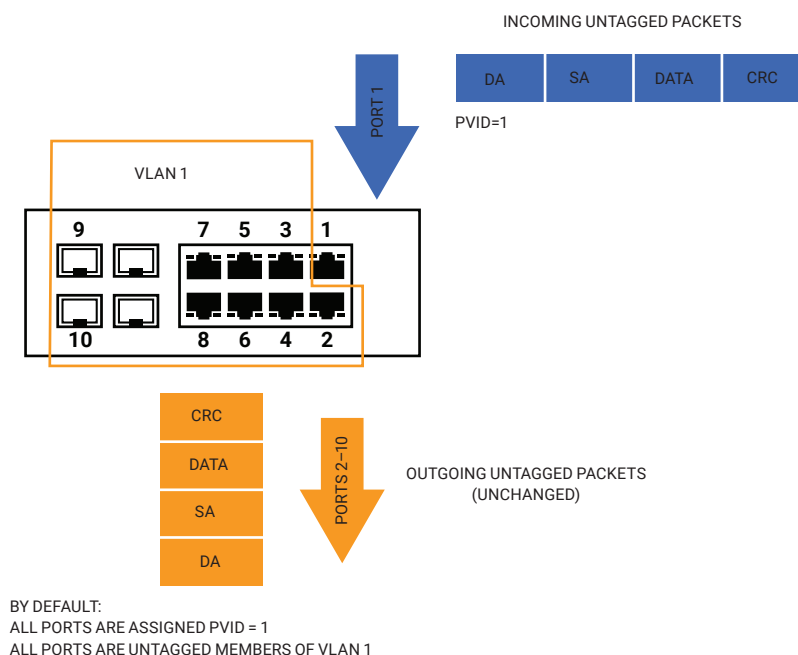 INCOMING UNTAGGED PACKETS
DA SA DATA CRC
PORT 1
PVID=1
VLAN 1
9 7 5 3 1
10 8 6 4 2
CRC
DATA
SA
DA
PORTS 2–10
OUTGOING UNTAGGED PACKETS
(UNCHANGED)
BY DEFAULT:
ALL PORTS ARE ASSIGNED PVID = 1
ALL PORTS ARE UNTAGGED MEMBERS OF VLAN 1